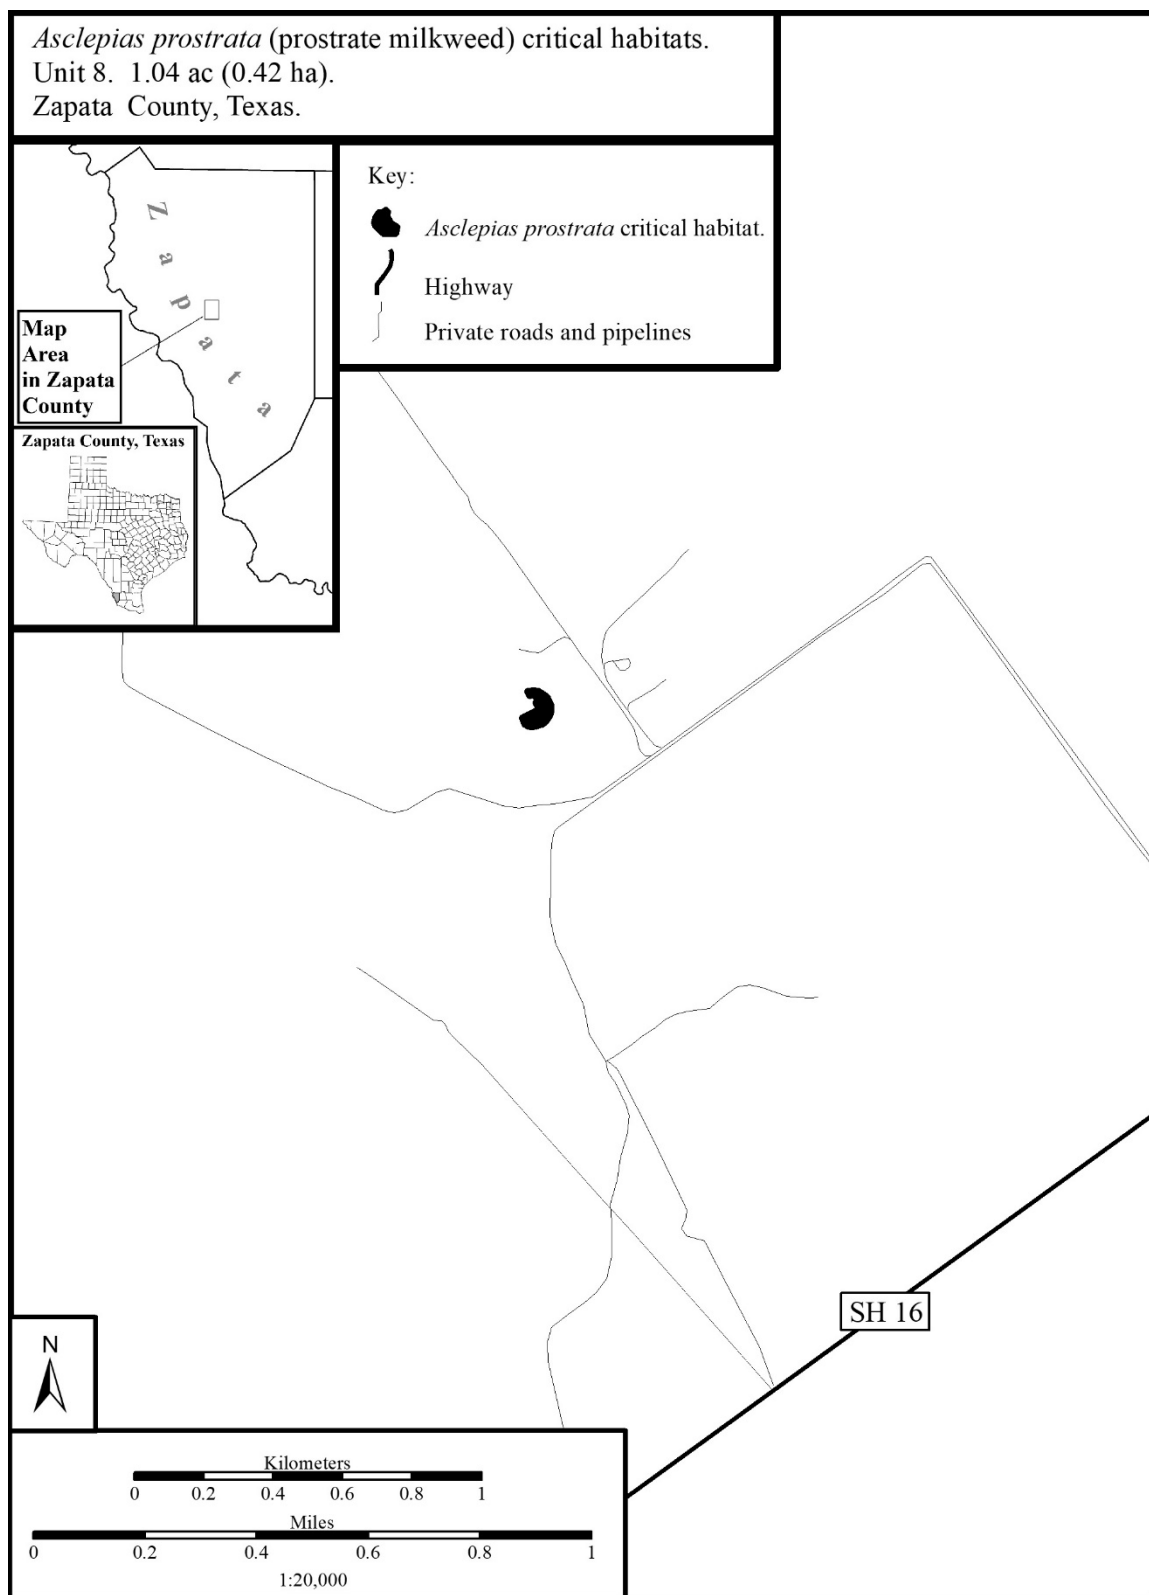 Asclepias prostrata (prostrate milkweed) critical habitats.
Unit 8.  1.04 ac (0.42 ha).
Zapata  County, Texas.
Key:
Asclepias prostrata critical habitat.
Highway
Private roads and pipelines
Zapata
Map
Area
in Zapata
County
Zapata County, Texas
SH 16
N
Kilometers
0 0.2 0.4 0.6 0.8 1
Miles
0 0.2 0.4 0.6 0.8 1
1:20,000